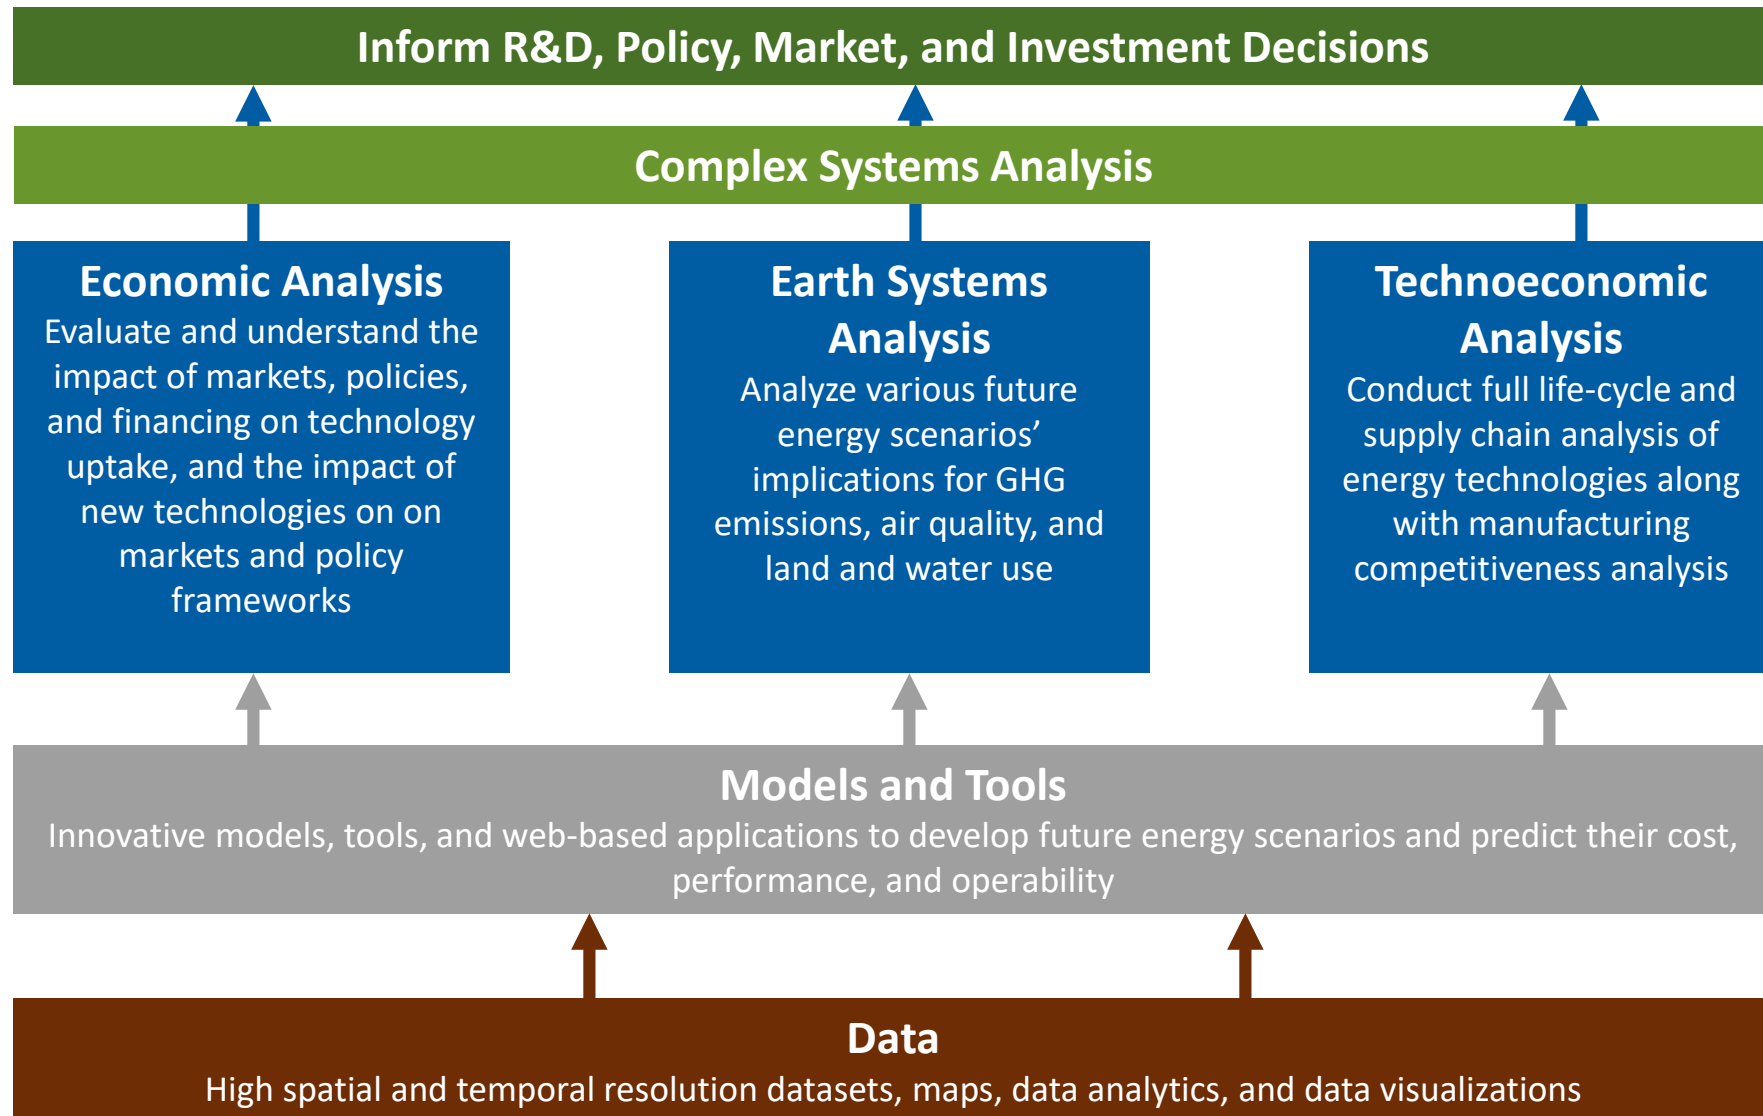 Inform R&D, Policy, Market, and Investment Decisions
Complex Systems Analysis
Economic Analysis
Evaluate and understand the
impact of markets, policies,
and financing on technology
uptake, and the impact of
new technologies on on
markets and policy
frameworks
Earth Systems
Analysis
Analyze various future
energy scenarios’
implications for GHG
emissions, air quality, and
land and water use
Technoeconomic
Analysis
Conduct full life-cycle and
supply chain analysis of
energy technologies along
with manufacturing
competitiveness analysis
Models and Tools
Innovative models, tools, and web-based applications to develop future energy scenarios and predict their cost,
performance, and operability
Data
High spatial and temporal resolution datasets, maps, data analytics, and data visualizations